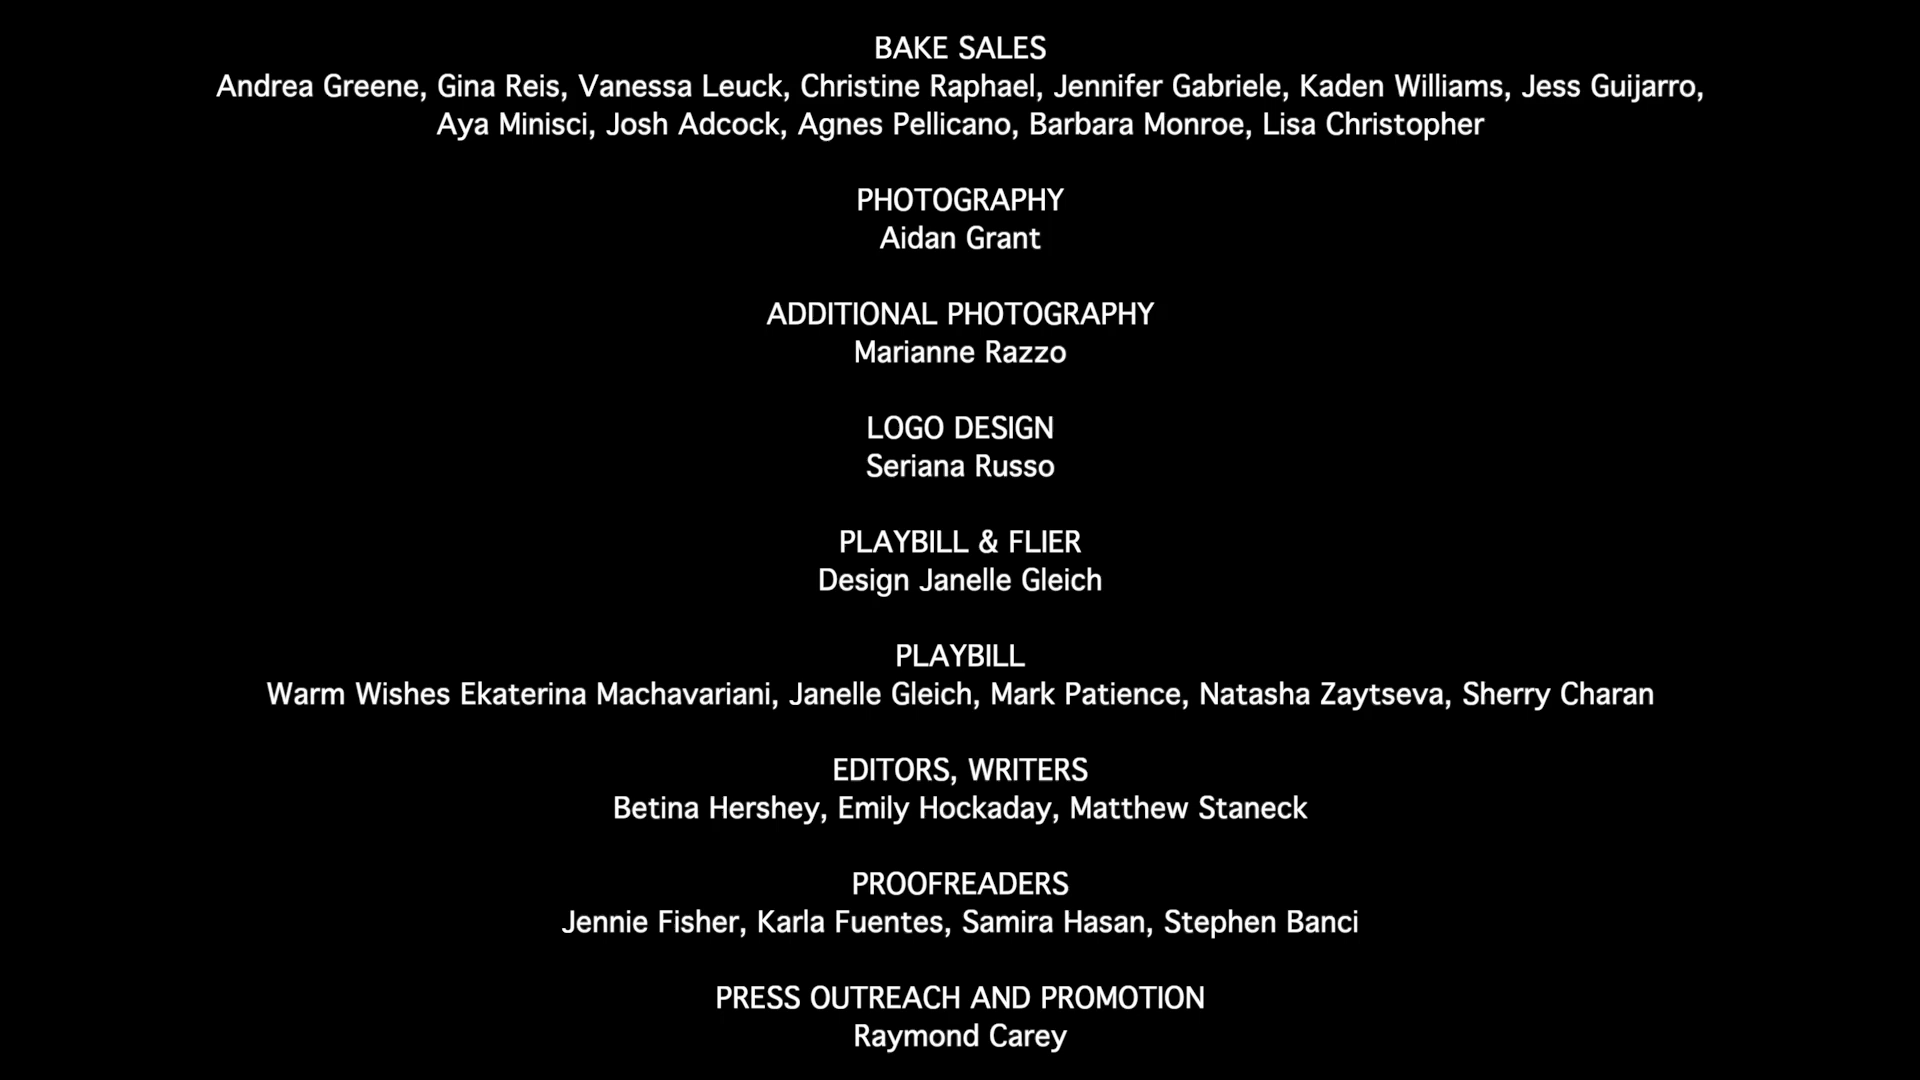 BAKE SALES
Andrea Greene, Gina Reis, Vanessa Leuck, Christine Raphael, Jennifer Gabriele, Kaden Williams, Jess Guijarro,
Aya Minisci, Josh Adcock, Agnes Pellicano, Barbara Monroe, Lisa Christopher
PHOTOGRAPHY
Aidan Grant
ADDITIONAL PHOTOGRAPHY
Marianne Razzo
LOGO DESIGN
Seriana Russo
PLAYBILL & FLIER
Design Janelle Gleich
PLAYBILL
Warm Wishes Ekaterina Machavariani, Janelle Gleich, Mark Patience, Natasha Zaytseva, Sherry Charan
EDITORS, WRITERS
Betina Hershey, Emily Hockaday, Matthew Staneck
PROOFREADERS
Jennie Fisher, Karla Fuentes, Samira Hasan, Stephen Banci
PRESS OUTREACH AND PROMOTION
Raymond Carey